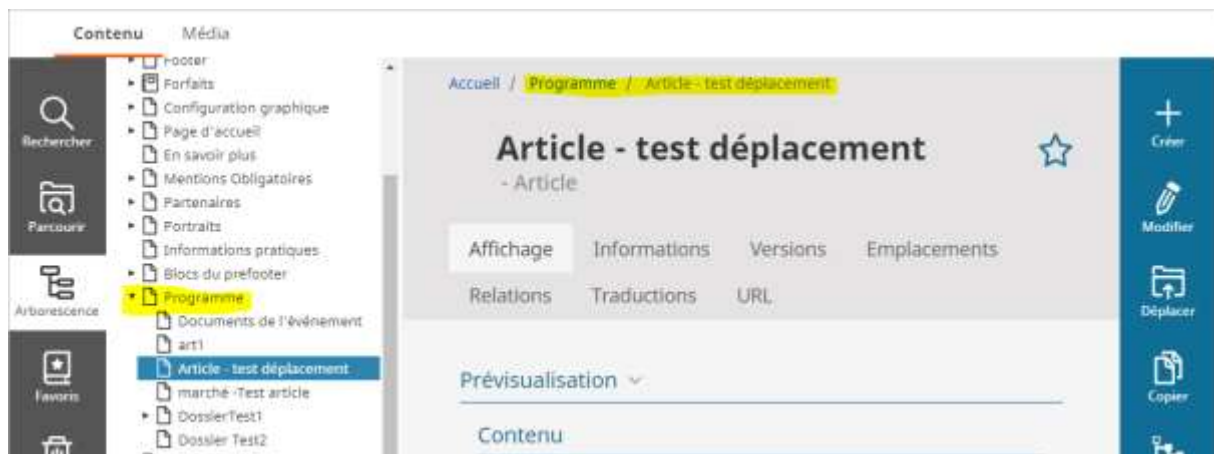 Contenu Média
Footer
Forfaits
Configuration graphique
Page d'accueil
En savoir plus
Mentions Obligatoires
Partenaires
Portraits
Informations pratiques
Blocs du prefooter
Programme
Documents de l'événement
art1
Article - test déplacement
marché -Test article
DossierTest1
Dossier Test2
Rechercher
Parcourir
Arborescence
Favoris
Accueil / Programme / Article - test déplacement
Article - test déplacement
- Article
Affichage Informations Versions Emplacements
Relations Traductions URL
Prévisualisation
Contenu
Créer
Modifier
Déplacer
Copier